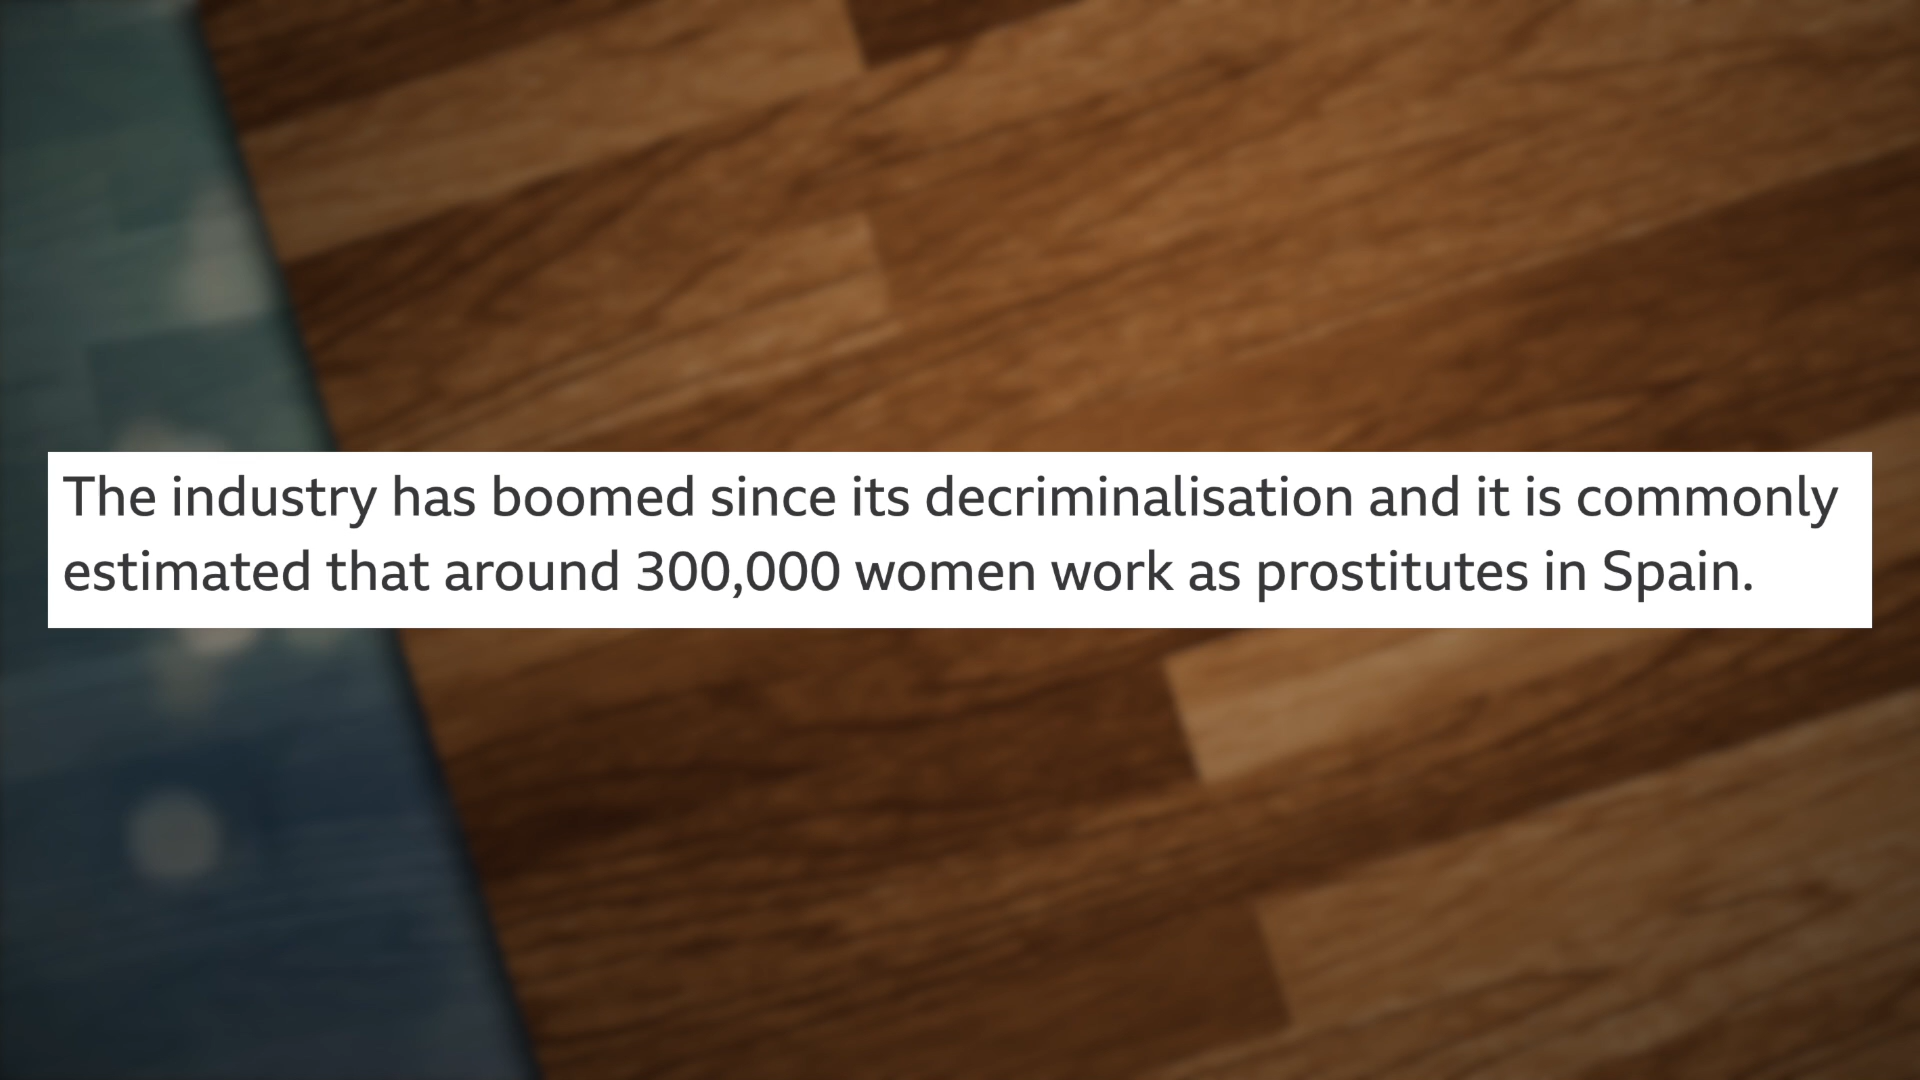 The industry has boomed since its decriminalisation and it is commonly
estimated that around 300,000 women work as prostitutes in Spain.